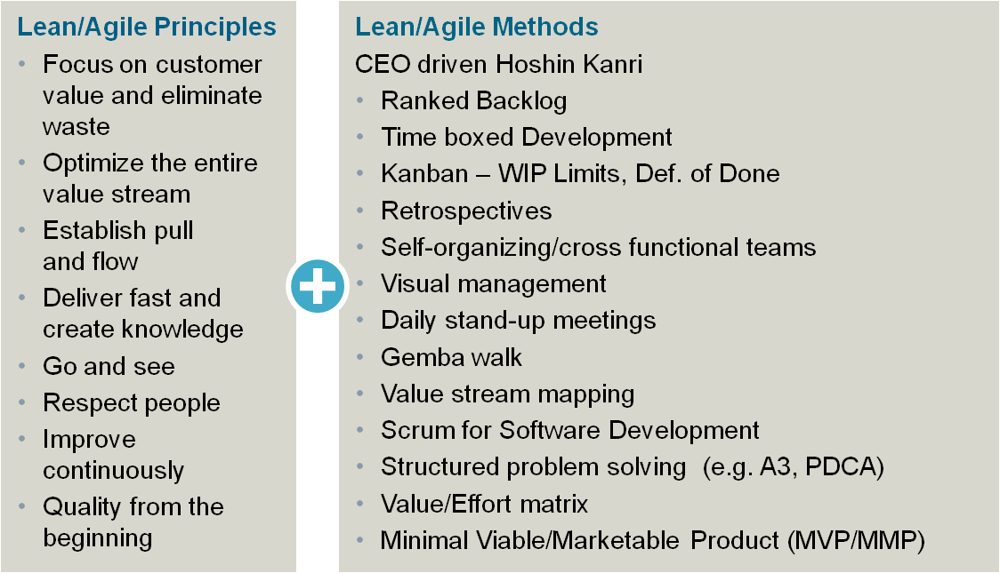 Lean/Agile Principles
• Focus on customer
value and eliminate
waste
• Optimize the entire
value stream
• Establish pull
and flow
• Deliver fast and
create knowledge
• Go and see
• Respect people
• Improve
continuously
• Quality from the
beginning
Lean/Agile Methods
CEO driven Hoshin Kanri
• Ranked Backlog
• Time boxed Development
• Kanban – WIP Limits, Def. of Done
• Retrospectives
• Self-organizing/cross functional teams
• Visual management
• Daily stand-up meetings
• Gemba walk
• Value stream mapping
• Scrum for Software Development
• Structured problem solving  (e.g. A3, PDCA)
• Value/Effort matrix
• Minimal Viable/Marketable Product (MVP/MMP)